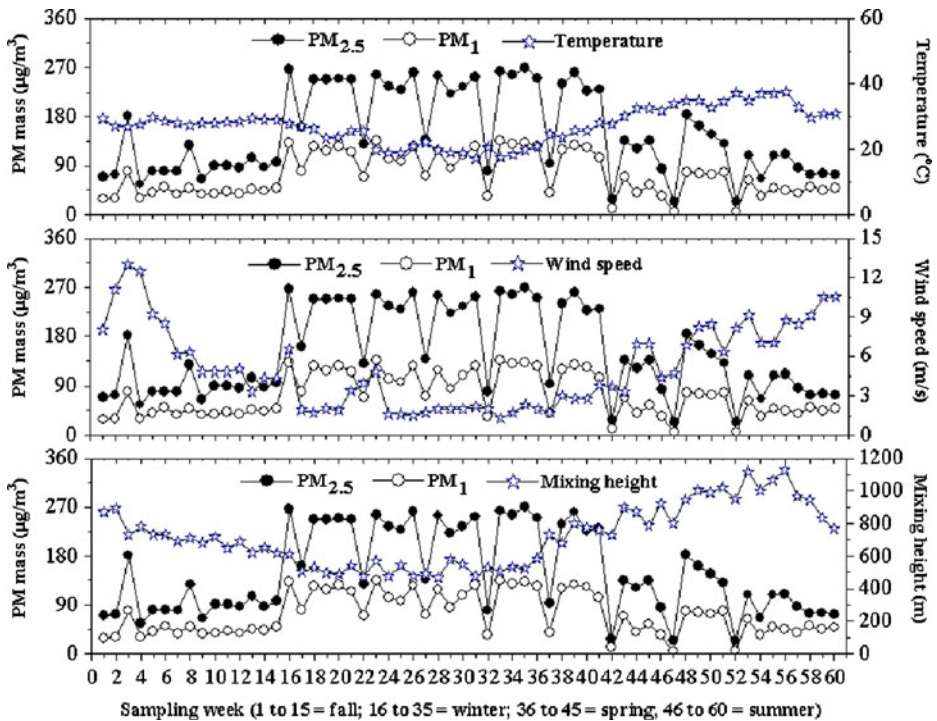 360
270
180
90
0
PM mass (µg/m³)
PM2.5 PM1 Temperature
60
40
20
0
Temperature (°C)
360
270
180
90
0
PM mass (µg/m³)
PM2.5 PM1 Wind speed
15
12
9
6
3
0
Wind speed (m/s)
360
270
180
90
0
PM mass (µg/m³)
PM2.5 PM1 Mixing height
1200
1000
800
600
400
200
0
Mixing height (m)
0 2 4 6 8 10 12 14 16 18 20 22 24 26 28 30 32 34 36 38 40 42 44 46 48 50 52 54 56 58 60
Sampling week (1 to 15 = fall; 16 to 35 = winter; 36 to 45 = spring, 46 to 60 = summer)